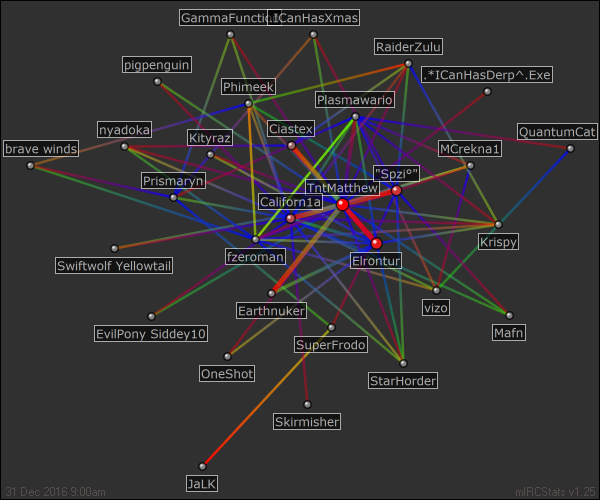 GammaFunctio
.ICanHasXmas
RaiderZulu
pigpenguin
.*ICanHasDerp^.Exe
Phimeek
Plasmawario
nyadoka
Kityraz
Ciastex
QuantumCat
brave winds
MCrekna1
Prismaryn
"Spzi°"
TntMatthew
Californ1a
Krispy
Swiftwolf Yellowtail
fzeroman
Elrontur
Earthnuker
vizo
EvilPony Siddey10
SuperFrodo
Mafn
OneShot
StarHorder
Skirmisher
JaLK
31 Dec 2016 9:00am
mIRCStats v1.25